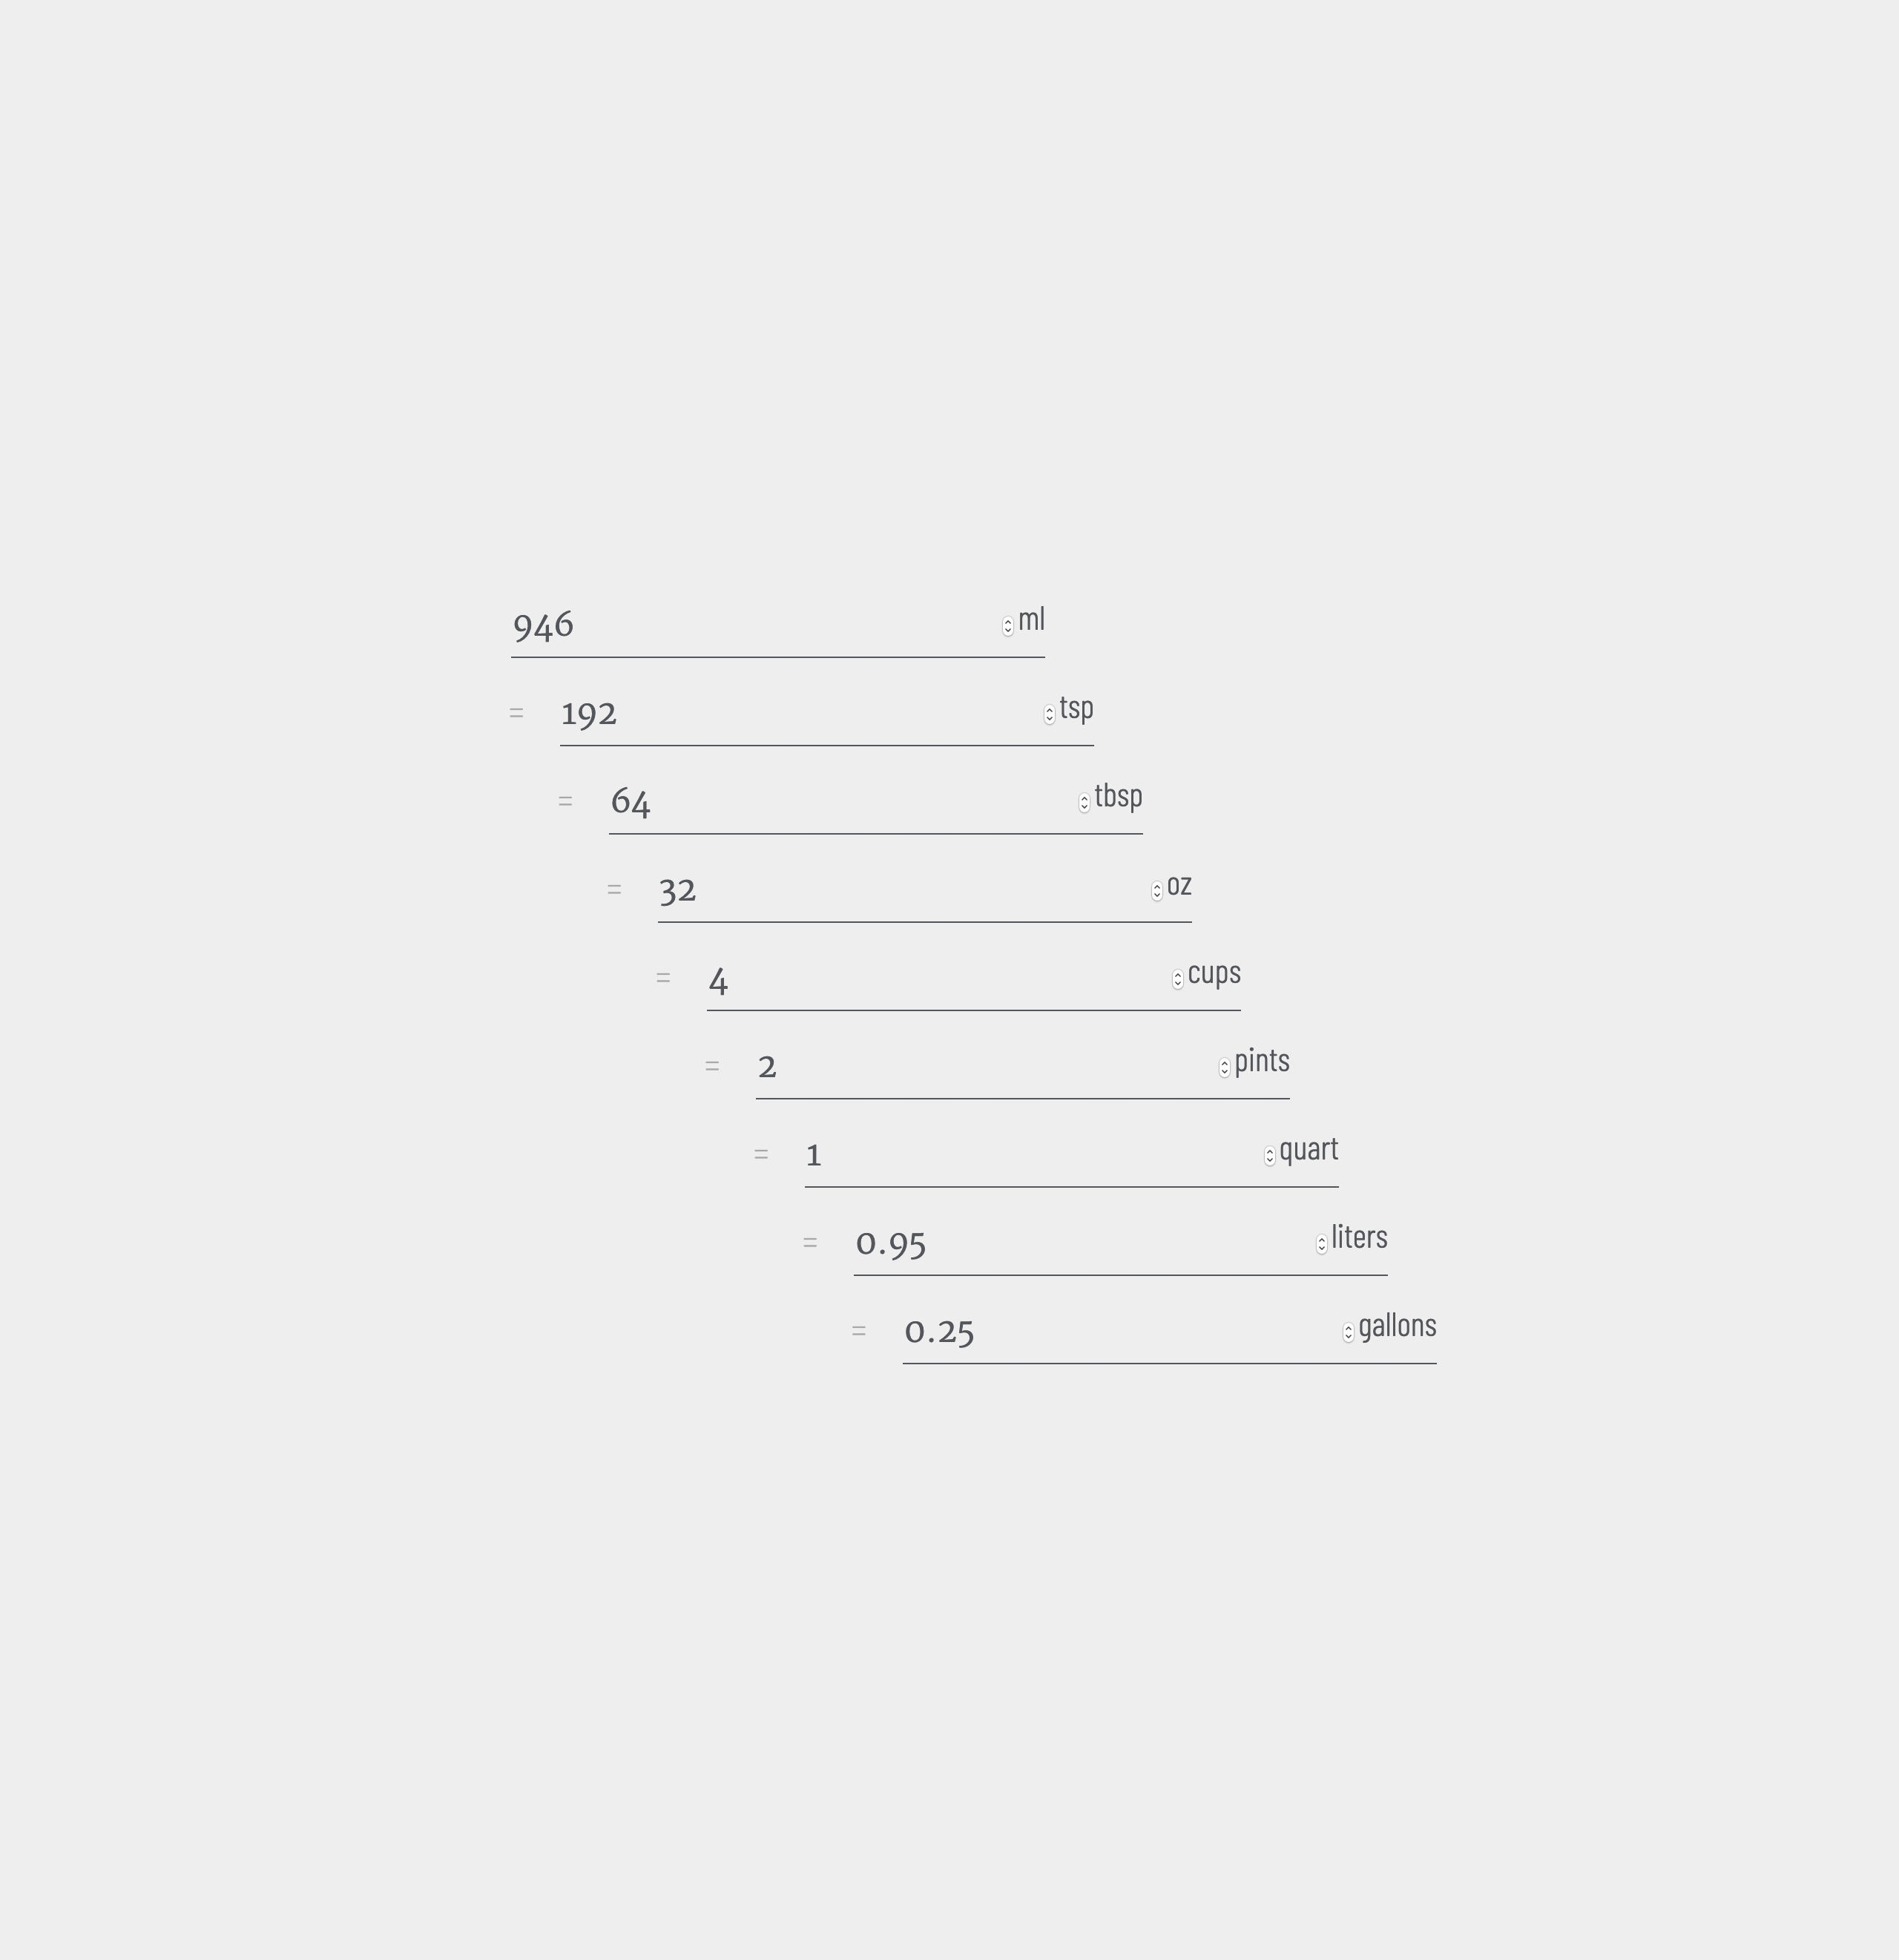 946 ml
= 192 tsp
= 64 tbsp
= 32 oz
= 4 cups
= 2 pints
= 1 quart
= 0.95 liters
= 0.25 gallons